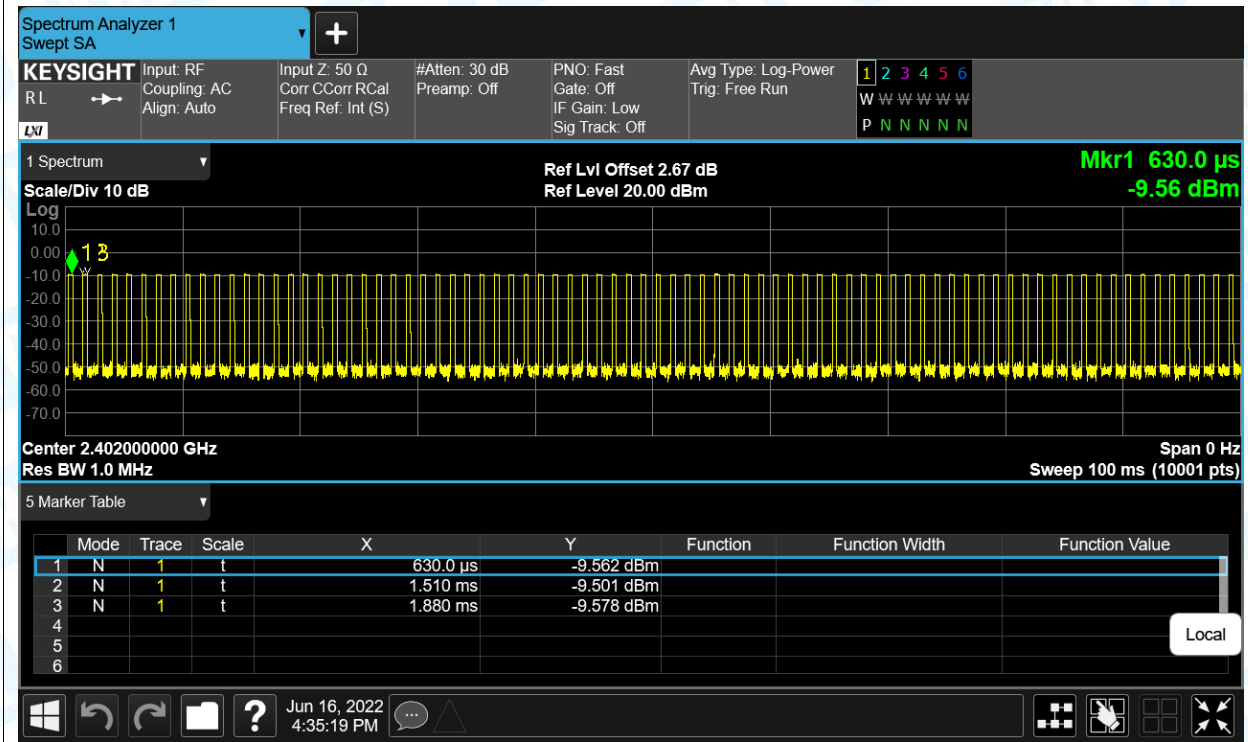 Spectrum Analyzer 1
Swept SA
KEYSIGHT
R L
LXI
Input: RF
Coupling: AC
Align: Auto
Input Z: 50 Ω
Corr CCorr RCal
Freq Ref: Int (S)
#Atten: 30 dB
Preamp: Off
PNO: Fast
Gate: Off
IF Gain: Low
Sig Track: Off
Avg Type: Log-Power
Trig: Free Run
1 2 3 4 5 6
W W W W W W
P N N N N N
1 Spectrum
Scale/Div 10 dB
Ref Lvl Offset 2.67 dB
Ref Level 20.00 dBm
Mkr1 630.0 µs
-9.56 dBm
Log
10.0
0.00
-10.0
-20.0
-30.0
-40.0
-50.0
-60.0
-70.0
1
Center 2.402000000 GHz
Res BW 1.0 MHz
Span 0 Hz
Sweep 100 ms (10001 pts)
5 Marker Table
Mode Trace Scale X Y Function Function Width Function Value
1 N 1 t 630.0 µs -9.562 dBm
2 N 1 t 1.510 ms -9.501 dBm
3 N 1 t 1.880 ms -9.578 dBm
4
5
6
Local
?
Jun 16, 2022
4:35:19 PM